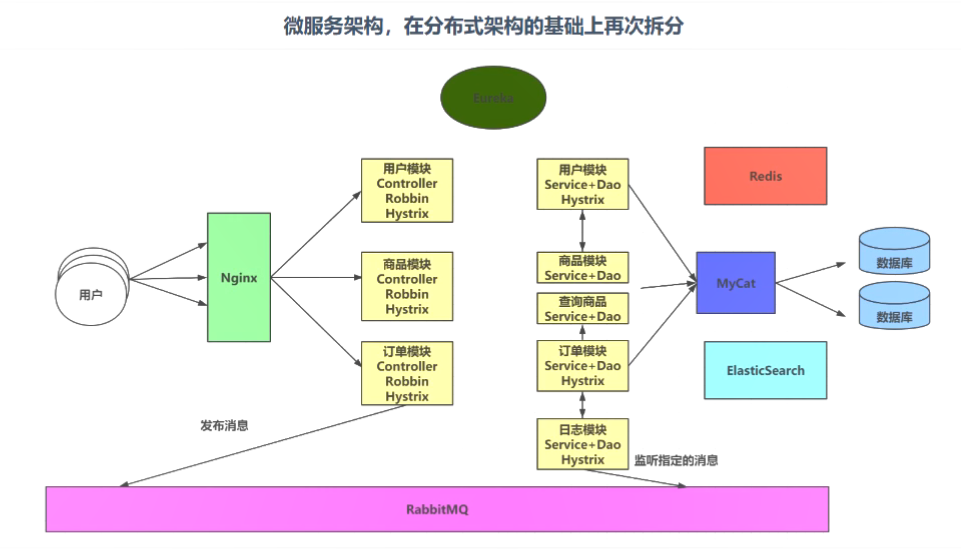 微服务架构，在分布式架构的基础上再次拆分
Eureka
用户
Nginx
用户模块
Controller
Robbin
Hystrix
商品模块
Controller
Robbin
Hystrix
订单模块
Controller
Robbin
Hystrix
用户模块
Service+Dao
Hystrix
商品模块
Service+Dao
查询商品
Service+Dao
订单模块
Service+Dao
Hystrix
日志模块
Service+Dao
Hystrix
Redis
MyCat
ElasticSearch
数据库
数据库
发布消息
监听指定的消息
RabbitMQ